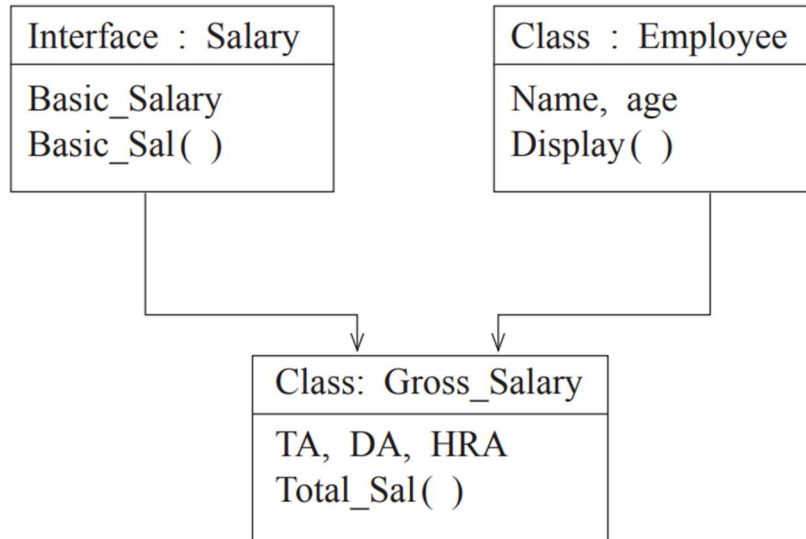 Interface : Salary
Basic_Salary
Basic_Sal( )
Class : Employee
Name, age
Display( )
Class: Gross_Salary
TA, DA, HRA
Total_Sal( )